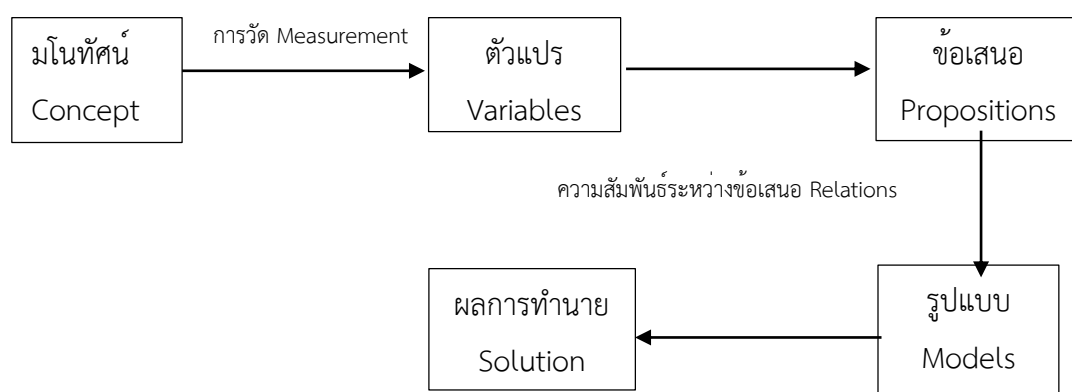 มโนทัศน์
Concept
การวัด Measurement
ตัวแปร
Variables
ข้อเสนอ
Propositions
ความสัมพันธ์ระหว่างข้อเสนอ Relations
รูปแบบ
Models
ผลการทำนาย
Solution